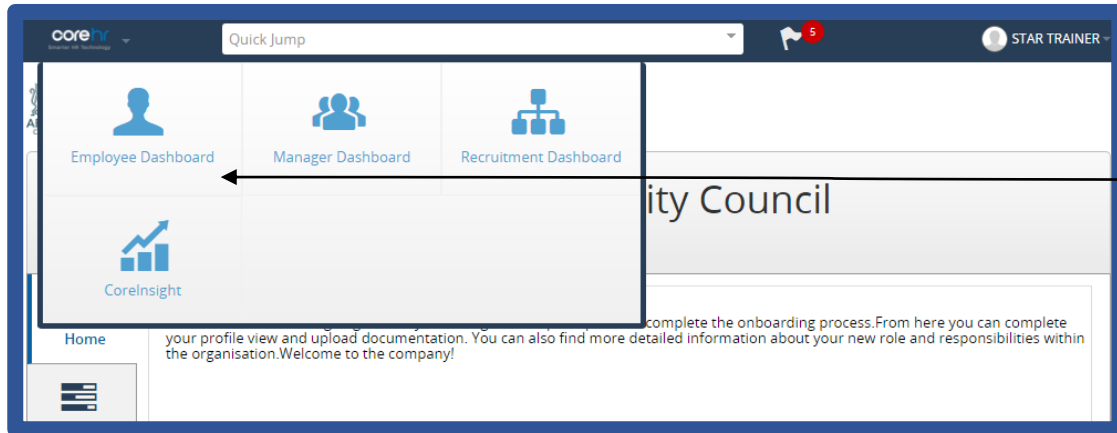 corehr
Smarter HR Technology
Quick Jump
5
STAR TRAINER
Employee Dashboard
Manager Dashboard
Recruitment Dashboard
ity Council
CoreInsight
complete the onboarding process.From here you can complete
Home
your profile view and upload documentation. You can also find more detailed information about your new role and responsibilities within
the organisation.Welcome to the company!